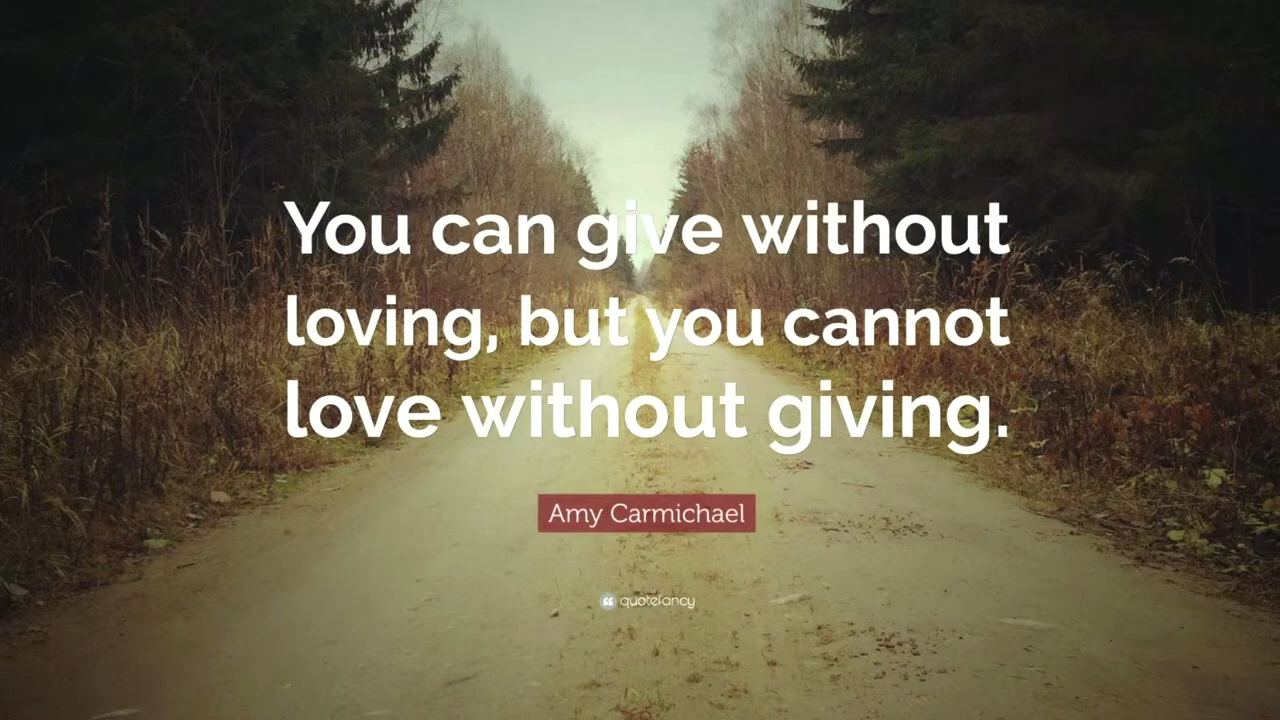 You can give without
loving, but you cannot
love without giving.
Amy Carmichael
quotefancy